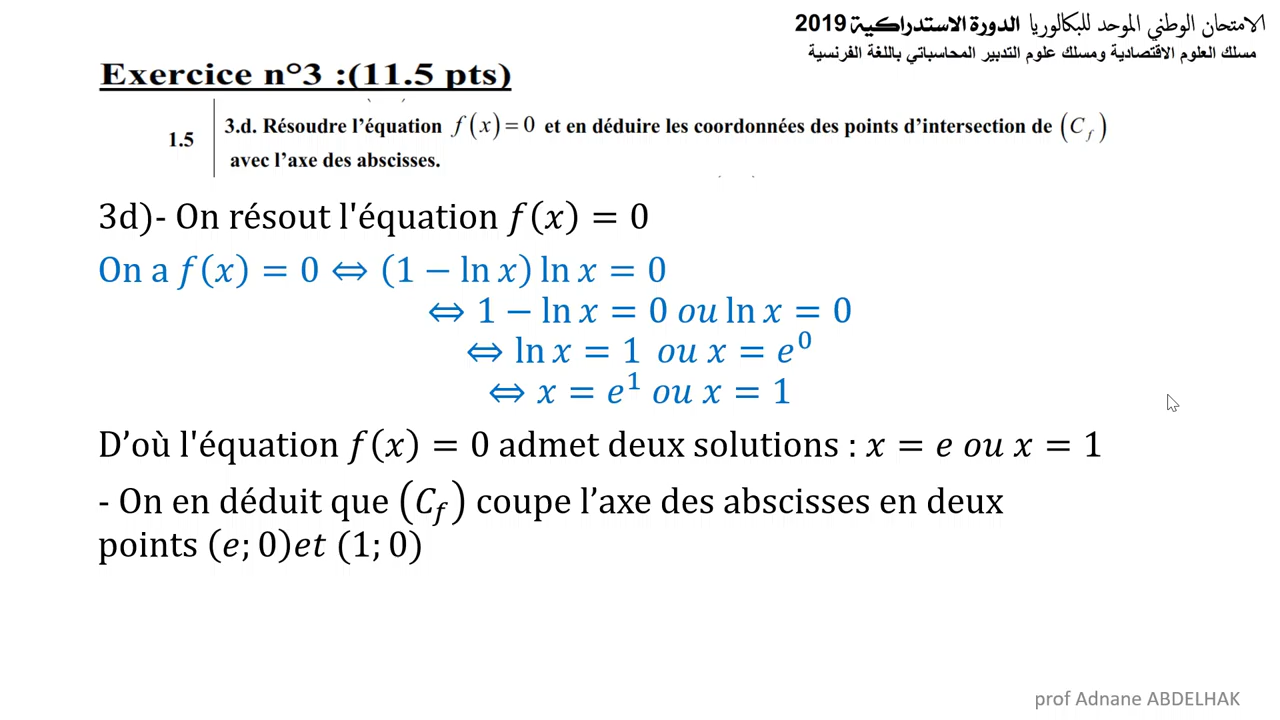 الامتحان الوطني الموحد للبكالوريا الدورة الاستدراكية 2019
مسلك العلوم الاقتصادية ومسلك علوم التدبير المحاسباتي باللغة الفرنسية
Exercice n°3 :(11.5 pts)
1.5 3.d. Résoudre l'équation f(x)=0 et en déduire les coordonnées des points d'intersection de (C_f)
avec l'axe des abscisses.
3d)- On résout l'équation f(x) = 0
On a f(x) = 0 ⇔ (1 − ln x) ln x = 0
⇔ 1 − ln x = 0 ou ln x = 0
⇔ ln x = 1 ou x = e⁰
⇔ x = e¹ ou x = 1
D'où l'équation f(x) = 0 admet deux solutions : x = e ou x = 1
- On en déduit que (C_f) coupe l'axe des abscisses en deux
points (e; 0)et (1; 0)
prof Adnane ABDELHAK